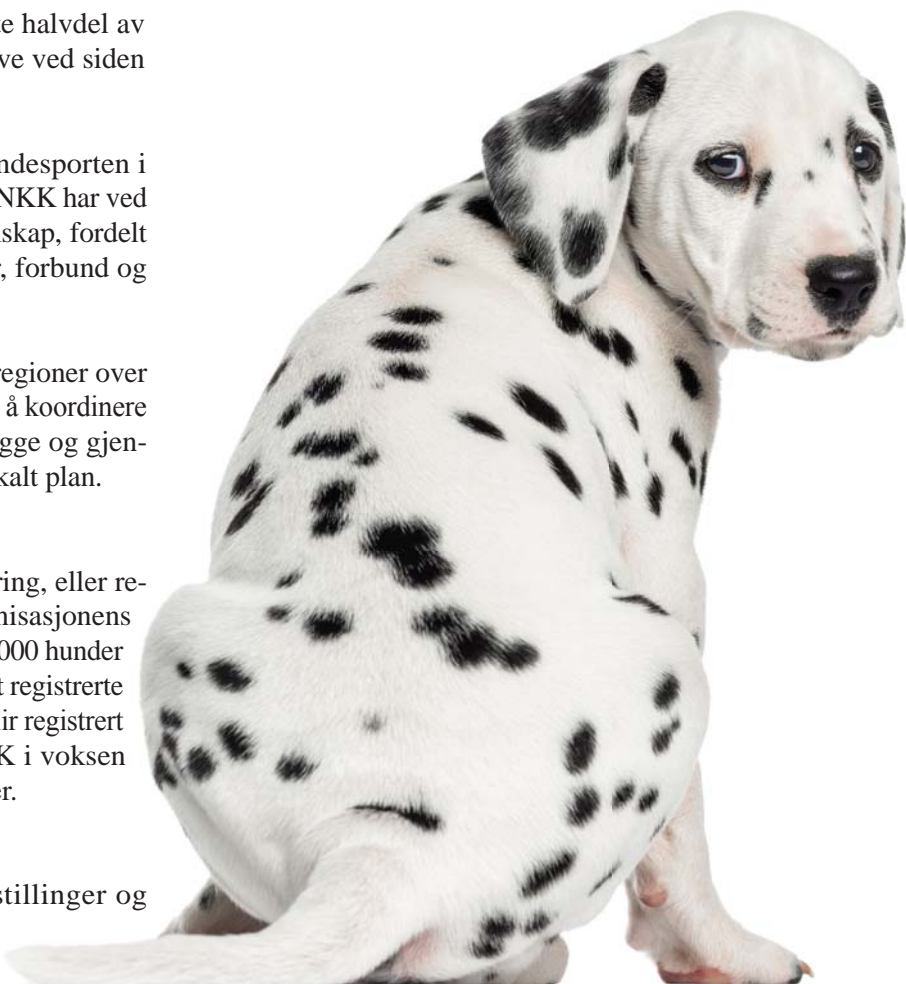 te halvdel av
ve ved siden
ndesporten i
NKK har ved
skap, fordelt
, forbund og
regioner over
å koordinere
gge og gjen-
kalt plan.
ring, eller re-
nisasjonens
000 hunder
t registrerte
ir registrert
K i voksen
er.
stillinger og